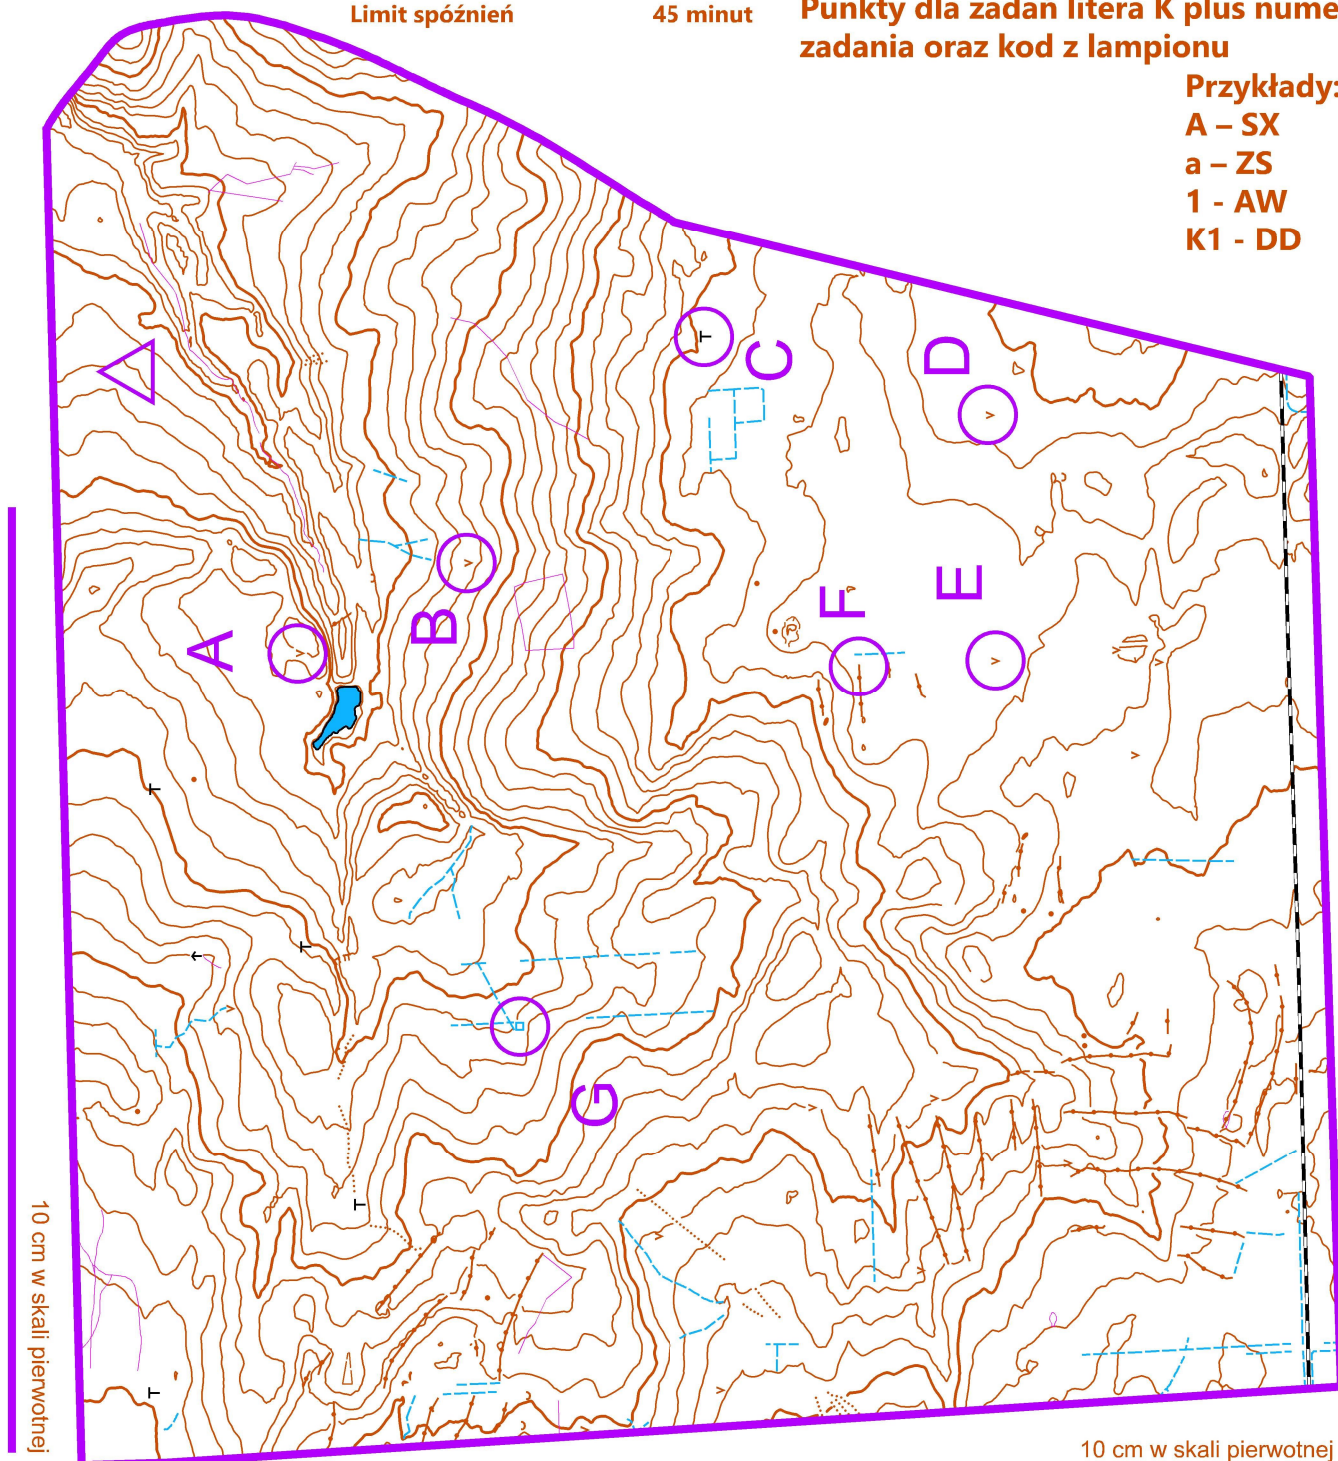 Limit spóźnień 45 minut
Punkty dla zadan litera K plus nume
zadania oraz kod z lampionu
Przykłady:
A – SX
a – ZS
1 - AW
K1 - DD
C
D
A
B
F
E
G
10 cm w skali pierwotnej
10 cm w skali pierwotnej